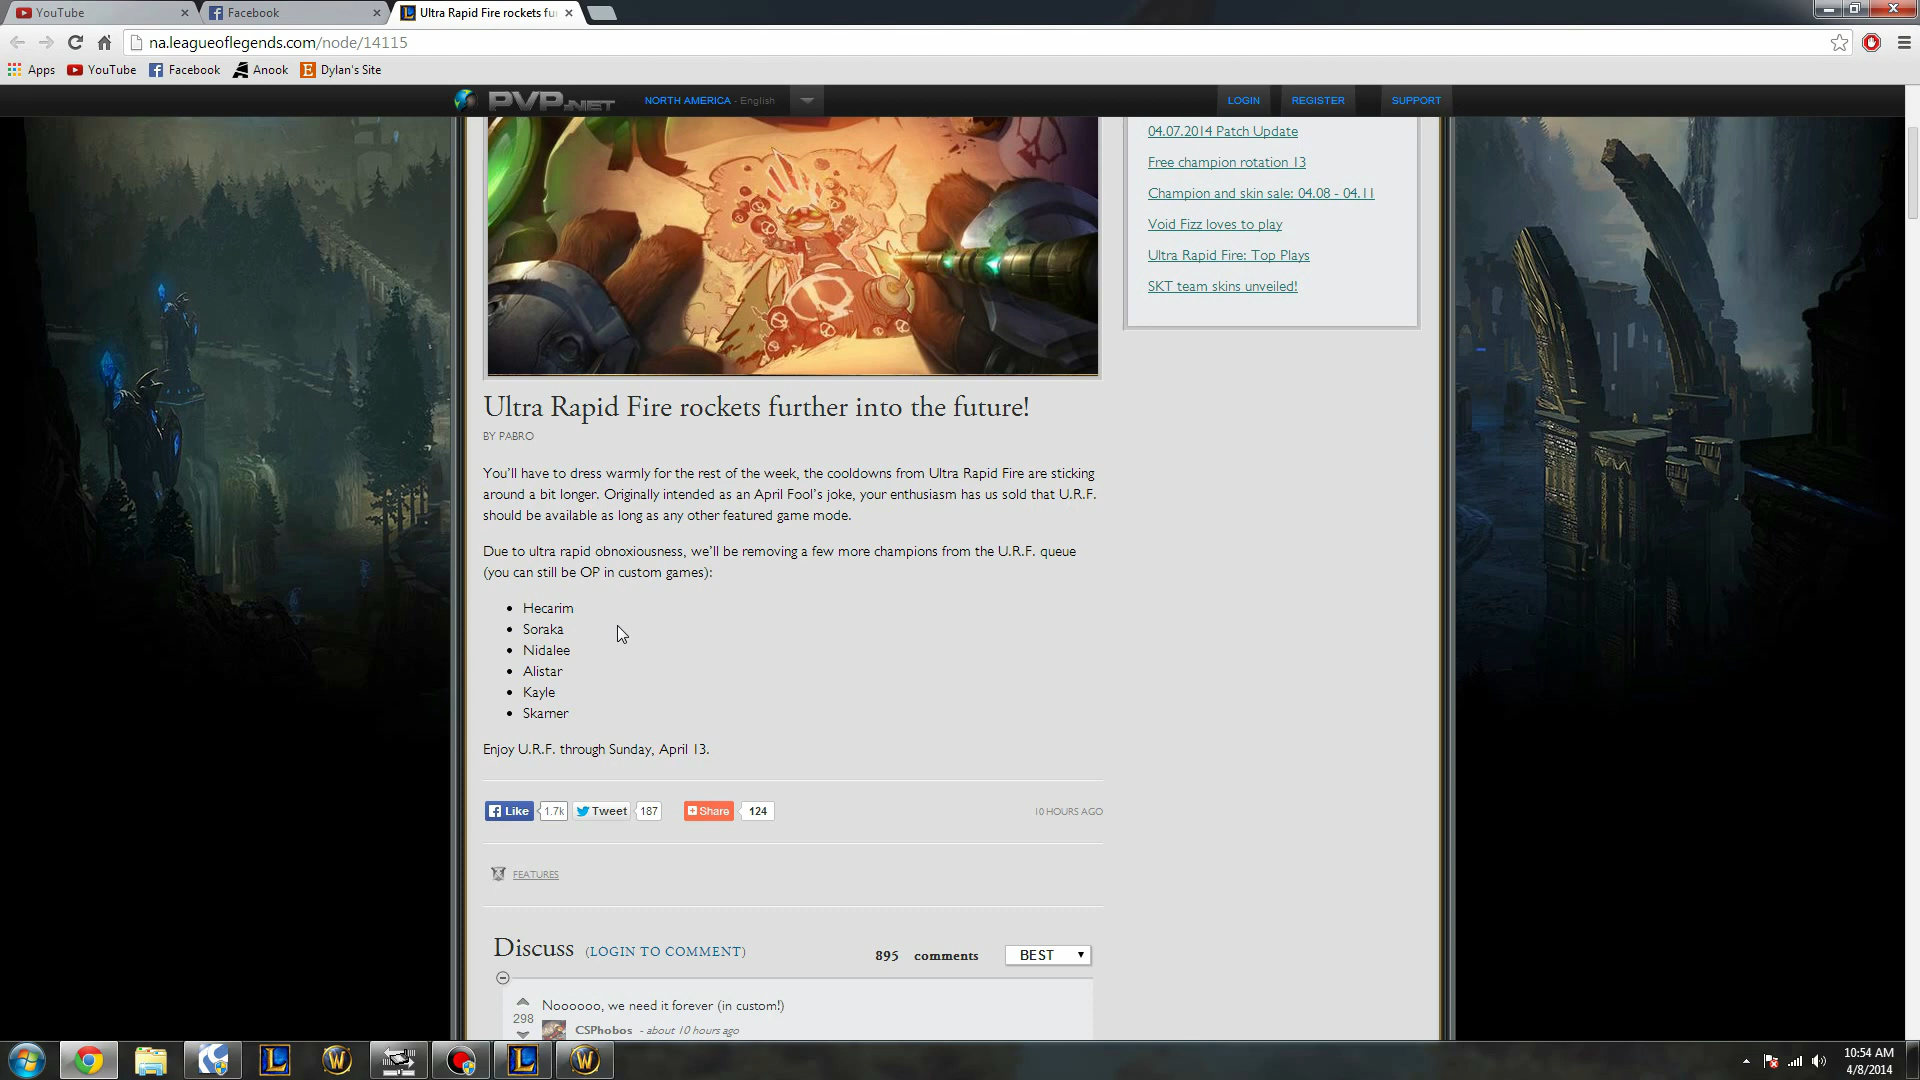 YouTube
Facebook
Ultra Rapid Fire rockets fu
na.leagueoflegends.com/node/14115
Apps YouTube Facebook Anook Dylan's Site
PVP.NET NORTH AMERICA - English LOGIN REGISTER SUPPORT
04.07.2014 Patch Update
Free champion rotation 13
Champion and skin sale: 04.08 - 04.11
Void Fizz loves to play
Ultra Rapid Fire: Top Plays
SKT team skins unveiled!
Ultra Rapid Fire rockets further into the future!
BY PABRO
You'll have to dress warmly for the rest of the week, the cooldowns from Ultra Rapid Fire are sticking
around a bit longer. Originally intended as an April Fool's joke, your enthusiasm has us sold that U.R.F.
should be available as long as any other featured game mode.
Due to ultra rapid obnoxiousness, we'll be removing a few more champions from the U.R.F. queue
(you can still be OP in custom games):
• Hecarim
• Soraka
• Nidalee
• Alistar
• Kayle
• Skarner
Enjoy U.R.F. through Sunday, April 13.
Like 1.7k Tweet 187 Share 124 10 HOURS AGO
FEATURES
Discuss (LOGIN TO COMMENT) 895 comments BEST
Noooooo, we need it forever (in custom!)
298
CSPhobos - about 10 hours ago
10:54 AM
4/8/2014